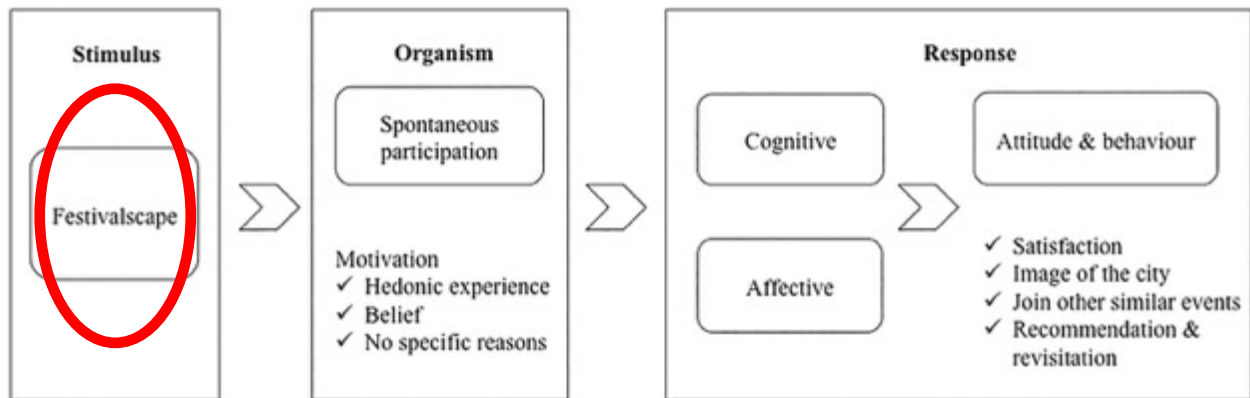 Stimulus
Festivalscape
Organism
Spontaneous
participation
Motivation
✓ Hedonic experience
✓ Belief
✓ No specific reasons
Response
Cognitive
Affective
Attitude & behaviour
✓ Satisfaction
✓ Image of the city
✓ Join other similar events
✓ Recommendation &
revisitation